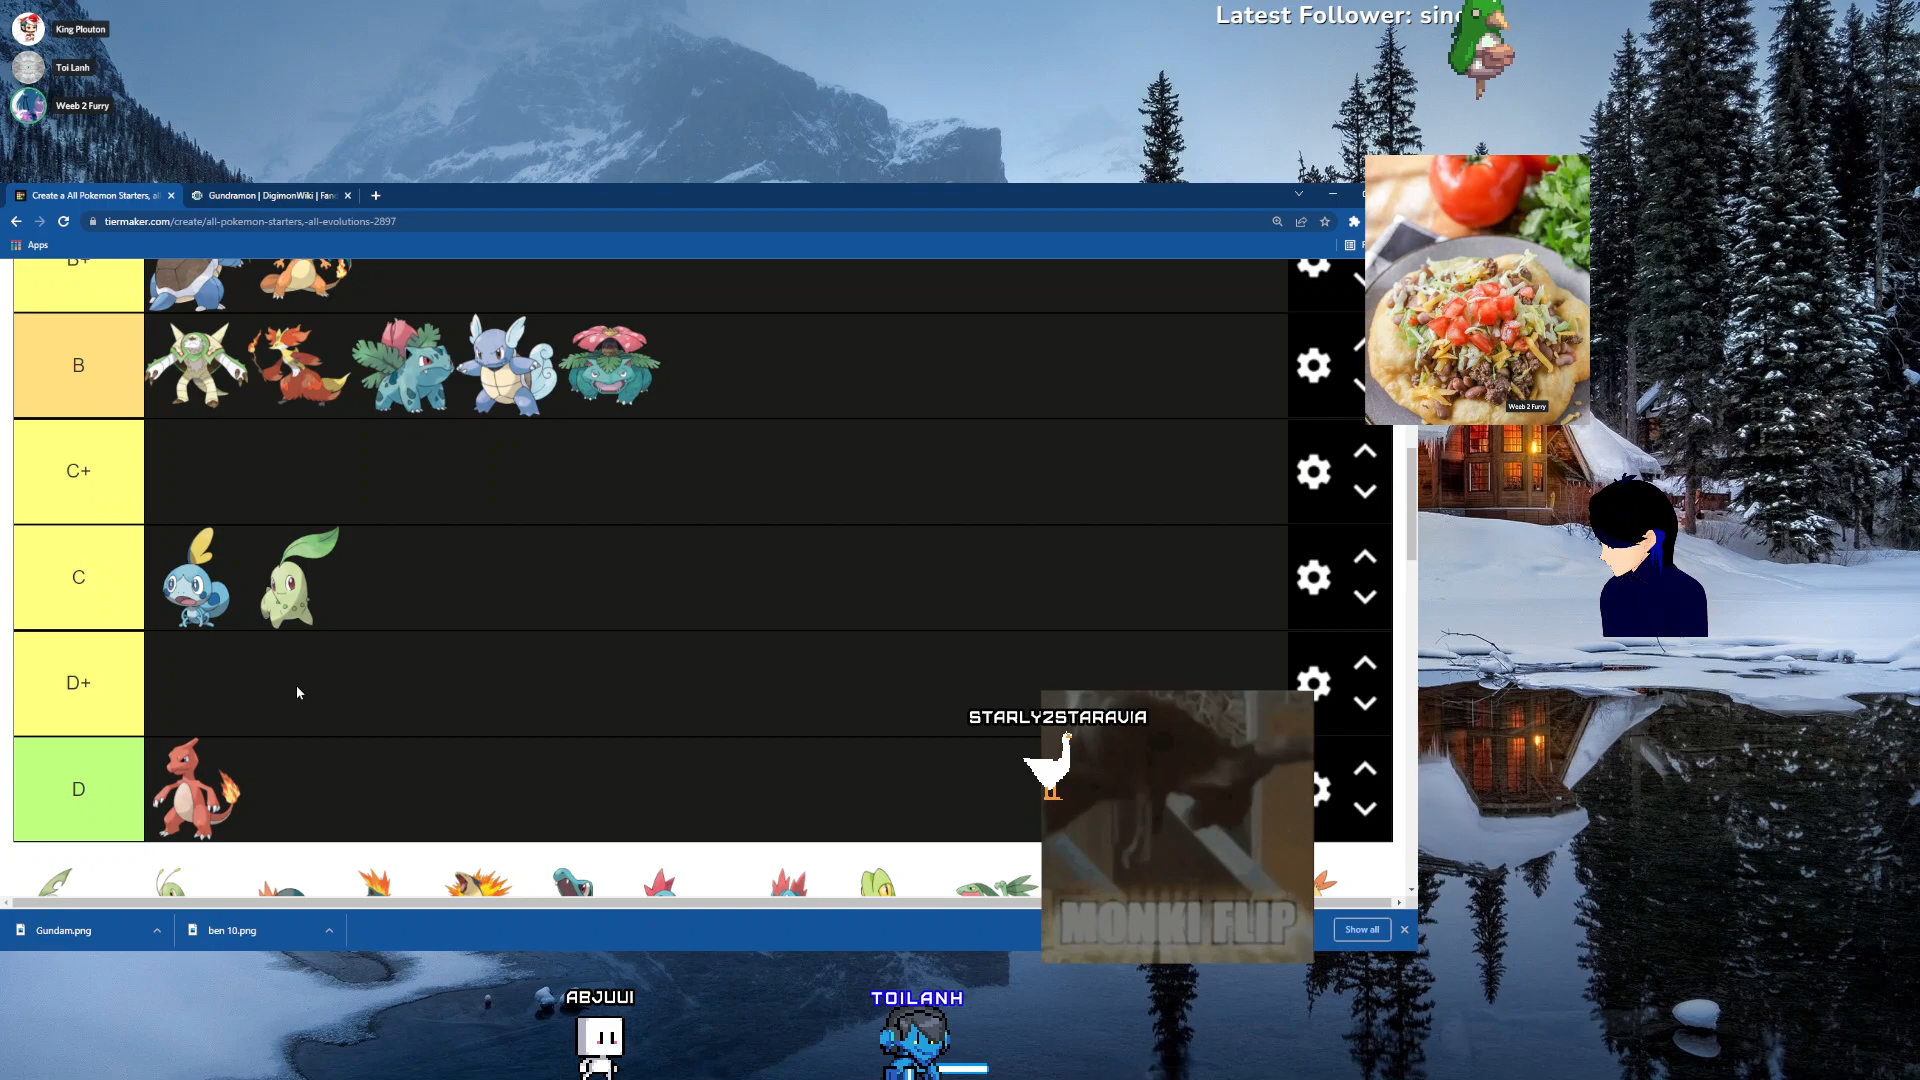 King Plouton
Latest Follower: sin
Toi Lanh
Weeb 2 Furry
Create a All Pokemon Starters, al
Gundramon | DigimonWiki | Fan
tiermaker.com/create/all-pokemon-starters,-all-evolutions-2897
Apps
B+
B
Weeb 2 Furry
C+
C
D+
STARLY2STARAVIA
D
MONKI FLIP
Gundam.png
ben 10.png
Show all
ABJUUI
TOILANH